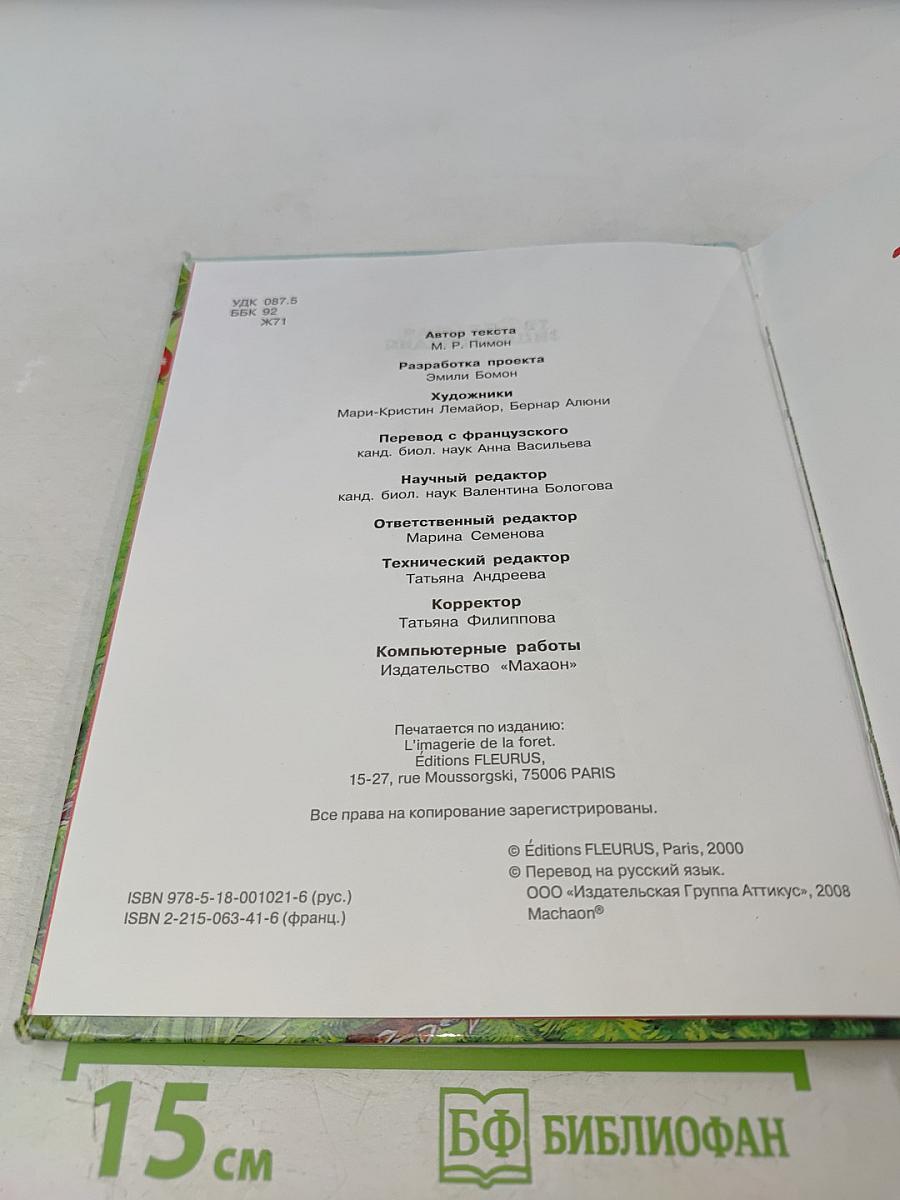 УДК 087.5
ББК 92
Ж71
Автор текста
М. Р. Пимон
Разработка проекта
Эмили Бомон
Художники
Мари-Кристин Лемайор, Бернар Алюни
Перевод с французского
канд. биол. наук Анна Васильева
Научный редактор
канд. биол. наук Валентина Бологова
Ответственный редактор
Марина Семенова
Технический редактор
Татьяна Андреева
Корректор
Татьяна Филиппова
Компьютерные работы
Издательство «Махаон»
Печатается по изданию:
L'imagerie de la foret.
Éditions FLEURUS,
15-27, rue Moussorgski, 75006 PARIS
Все права на копирование зарегистрированы.
© Éditions FLEURUS, Paris, 2000
© Перевод на русский язык.
ООО «Издательская Группа Аттикус», 2008
Machaon®
ISBN 978-5-18-001021-6 (рус.)
ISBN 2-215-063-41-6 (франц.)
15 см
БФ БИБЛИОФАН